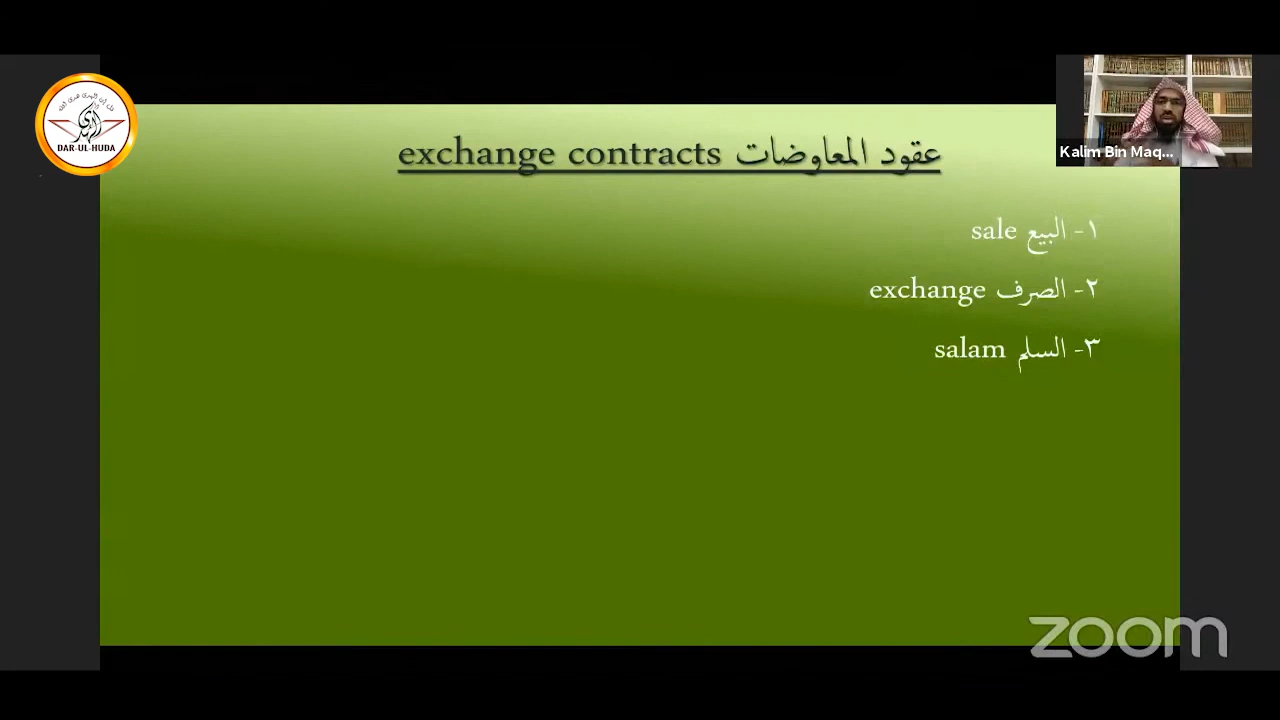 عقود المعاوضات exchange contracts
١- البيع sale
٢- الصرف exchange
٣- السلم salam
DAR-UL-HUDA
Kalim Bin Maq...
zoom